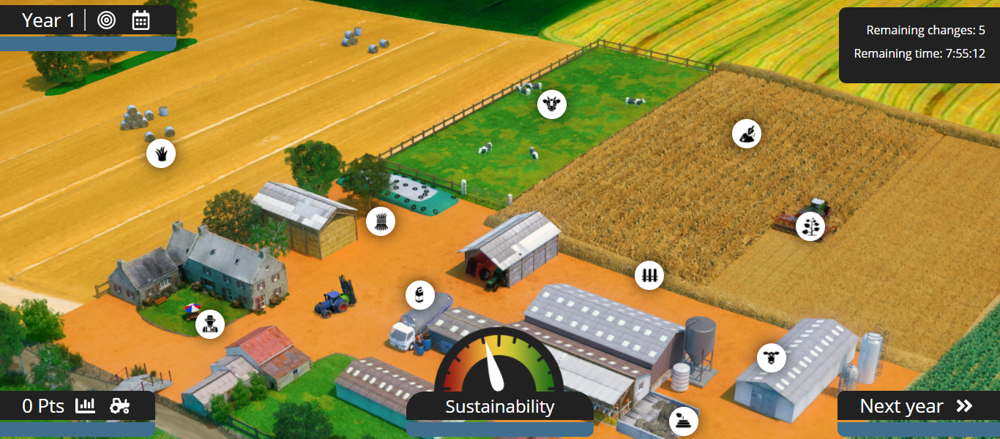 Year 1
Remaining changes: 5
Remaining time: 7:55:12
0 Pts
Sustainability
Next year